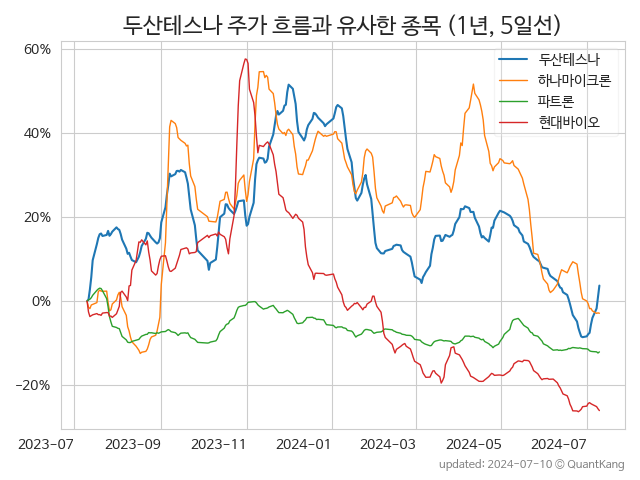 두산테스나 주가 흐름과 유사한 종목 (1년, 5일선)
60%
40%
20%
0%
−20%
두산테스나
하나마이크론
파트론
현대바이오
2023-07 2023-09 2023-11 2024-01 2024-03 2024-05 2024-07
updated: 2024-07-10 © QuantKang